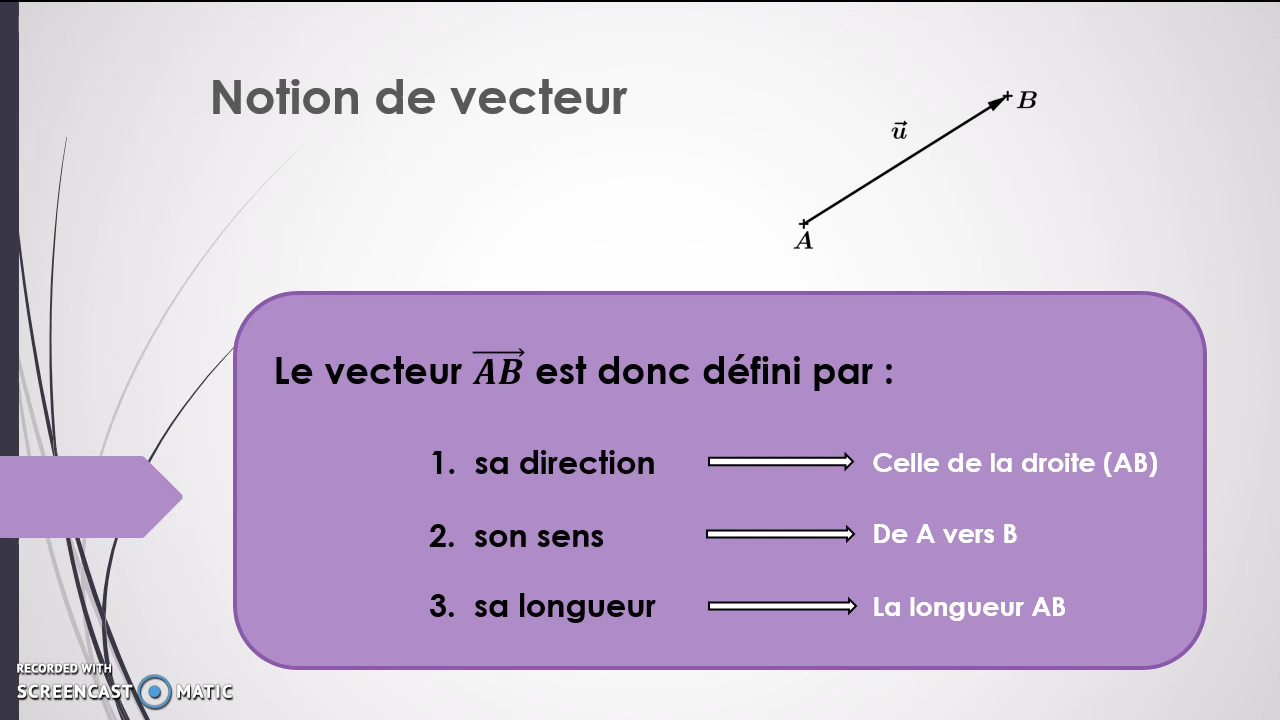 Notion de vecteur
B
u⃗
A
Le vecteur A͞B⃗ est donc défini par :
1. sa direction Celle de la droite (AB)
2. son sens De A vers B
3. sa longueur La longueur AB
RECORDED WITH
SCREENCAST MATIC